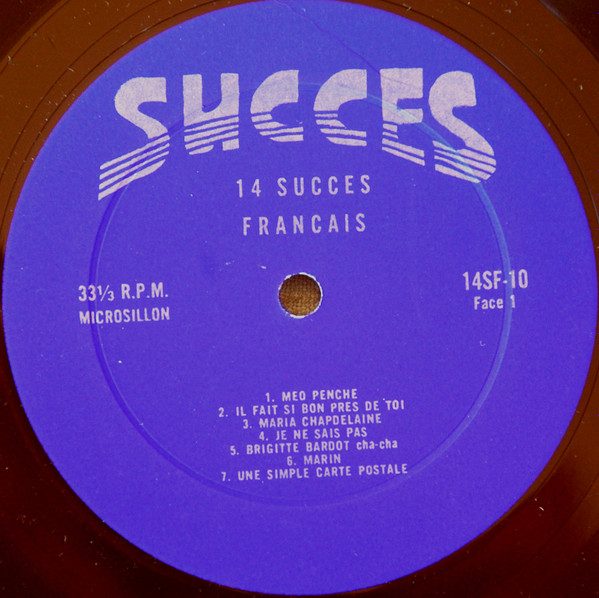 SUCCES
14 SUCCES
FRANCAIS
33⅓ R.P.M.
MICROSILLON
14SF-10
Face 1
1. MEO PENCHE
2. IL FAIT SI BON PRES DE TOI
3. MARIA CHAPDELAINE
4. JE NE SAIS PAS
5. BRIGITTE BARDOT cha-cha
6. MARIN
7. UNE SIMPLE CARTE POSTALE